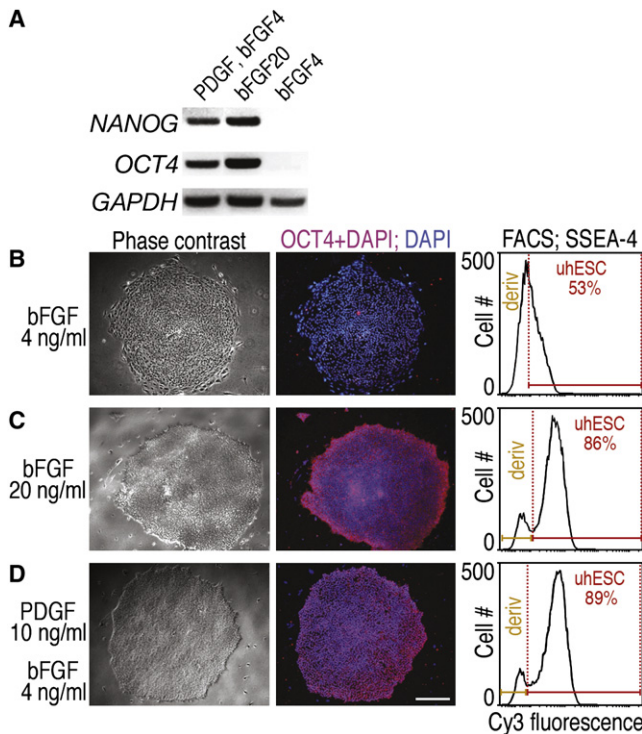 A
PDGF, bFGF4
bFGF20
bFGF4
NANOG
OCT4
GAPDH
Phase contrast
OCT4+DAPI; DAPI
FACS; SSEA-4
B
bFGF
4 ng/ml
Cell #
500
0
deriv
uhESC
53%
C
bFGF
20 ng/ml
Cell #
500
0
deriv
uhESC
86%
D
PDGF
10 ng/ml
bFGF
4 ng/ml
Cell #
500
0
deriv
uhESC
89%
Cy3 fluorescence